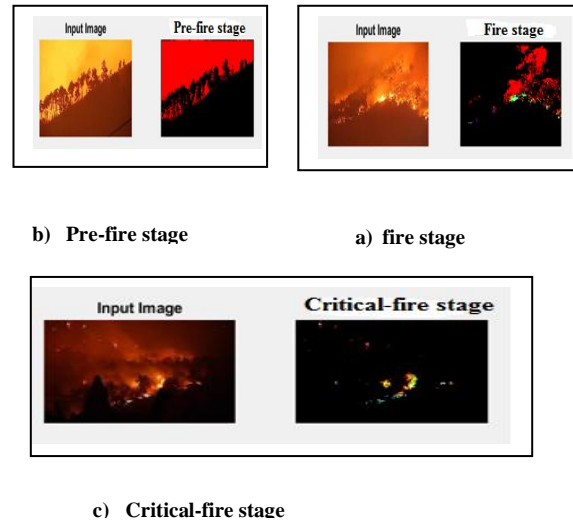 Input Image Pre-fire stage
Input Image Fire stage
b) Pre-fire stage
a) fire stage
Input Image Critical-fire stage
c) Critical-fire stage